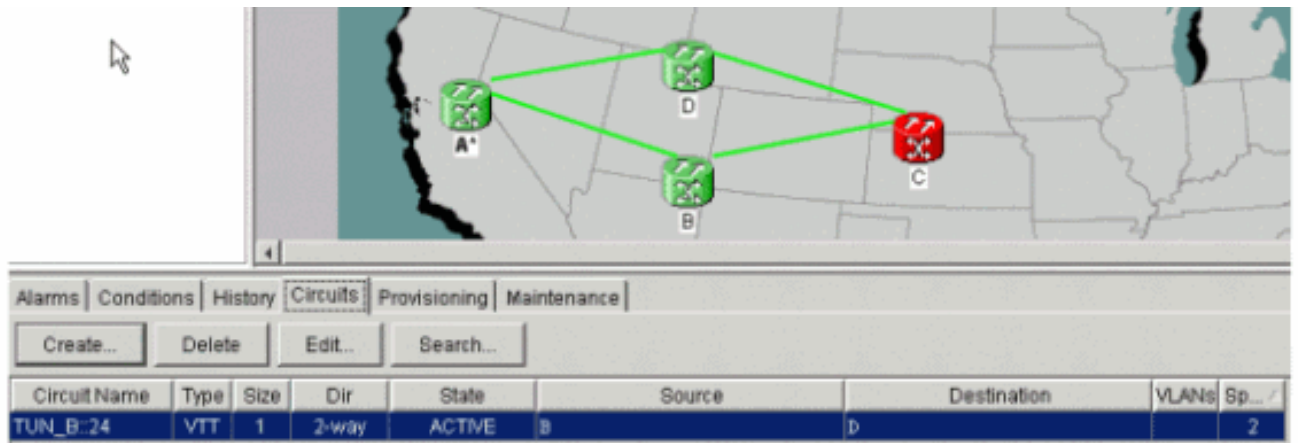 D
A*
C
B
Alarms Conditions History Circuits Provisioning Maintenance
Create... Delete Edit... Search...
Circuit Name Type Size Dir State Source Destination VLANs Sp...
TUN_B::24 VTT 1 2-way ACTIVE B D 2